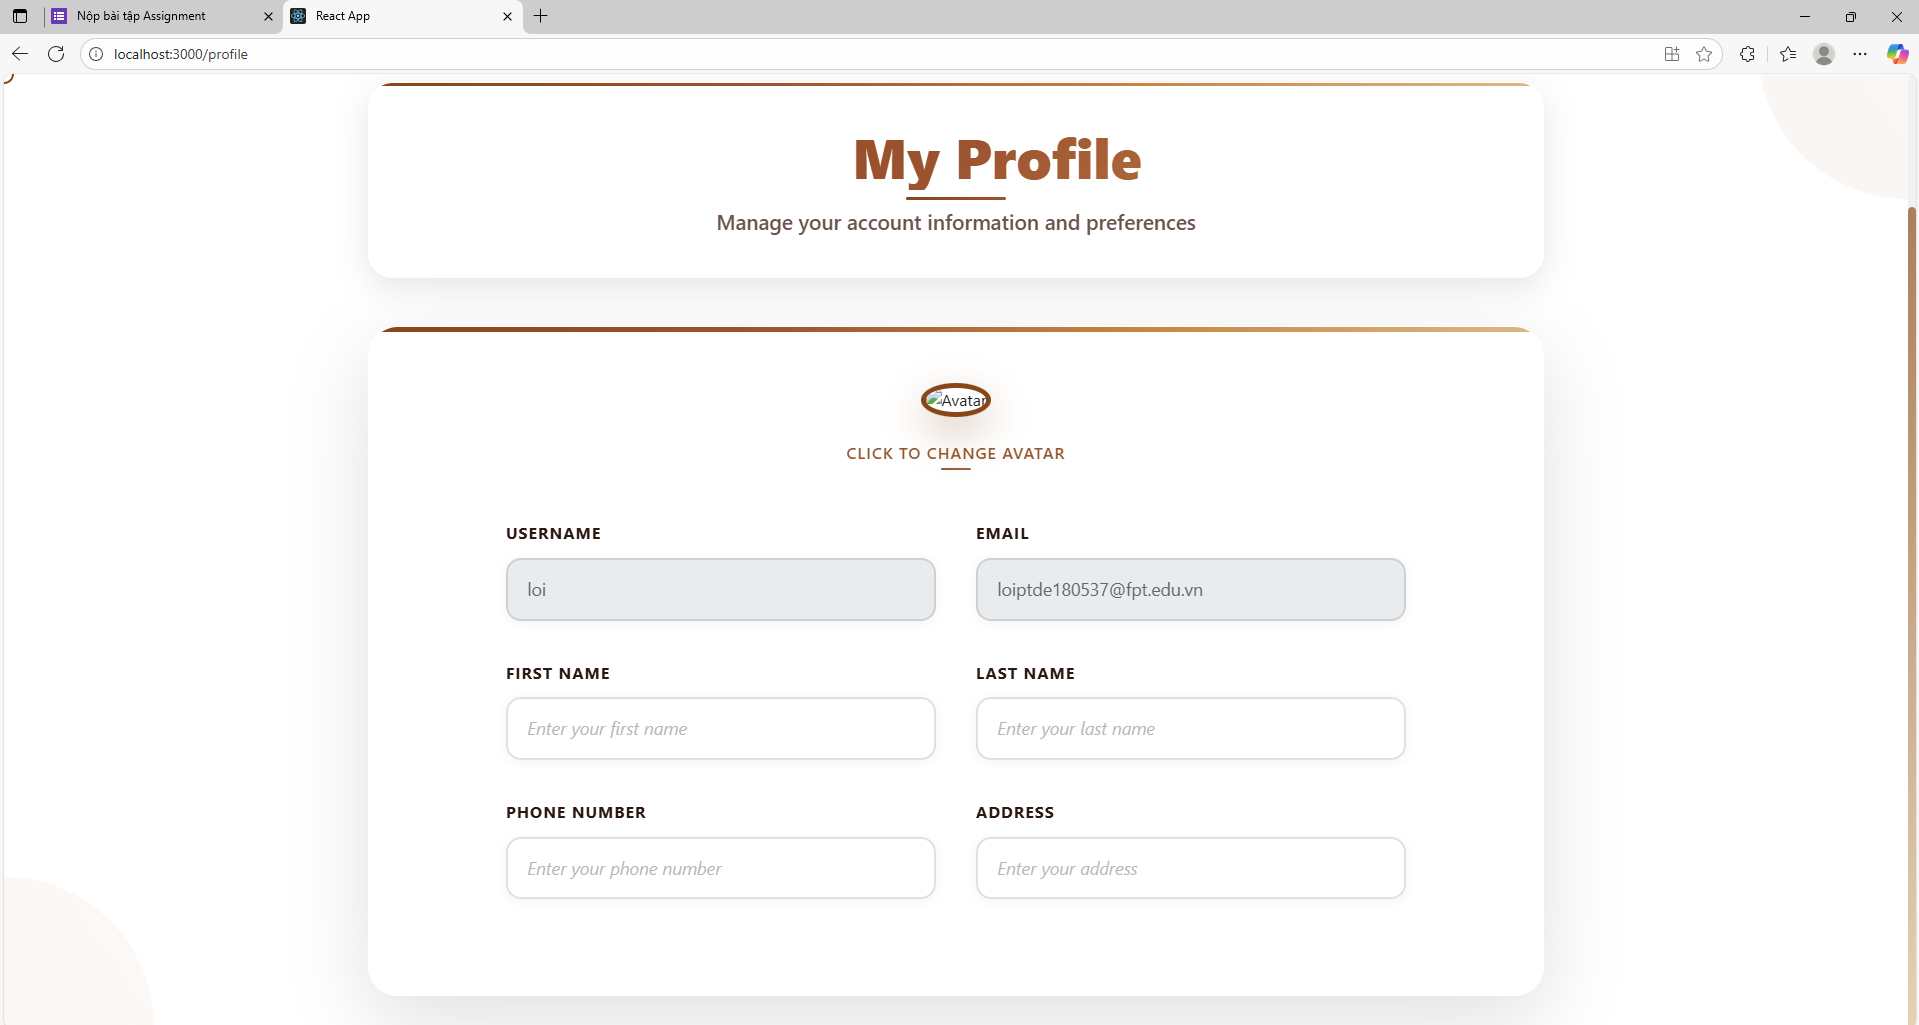 Nộp bài tập Assignment
React App
localhost:3000/profile
My Profile
Manage your account information and preferences
Avatar
CLICK TO CHANGE AVATAR
USERNAME
EMAIL
loi
loiptde180537@fpt.edu.vn
FIRST NAME
LAST NAME
Enter your first name
Enter your last name
PHONE NUMBER
ADDRESS
Enter your phone number
Enter your address